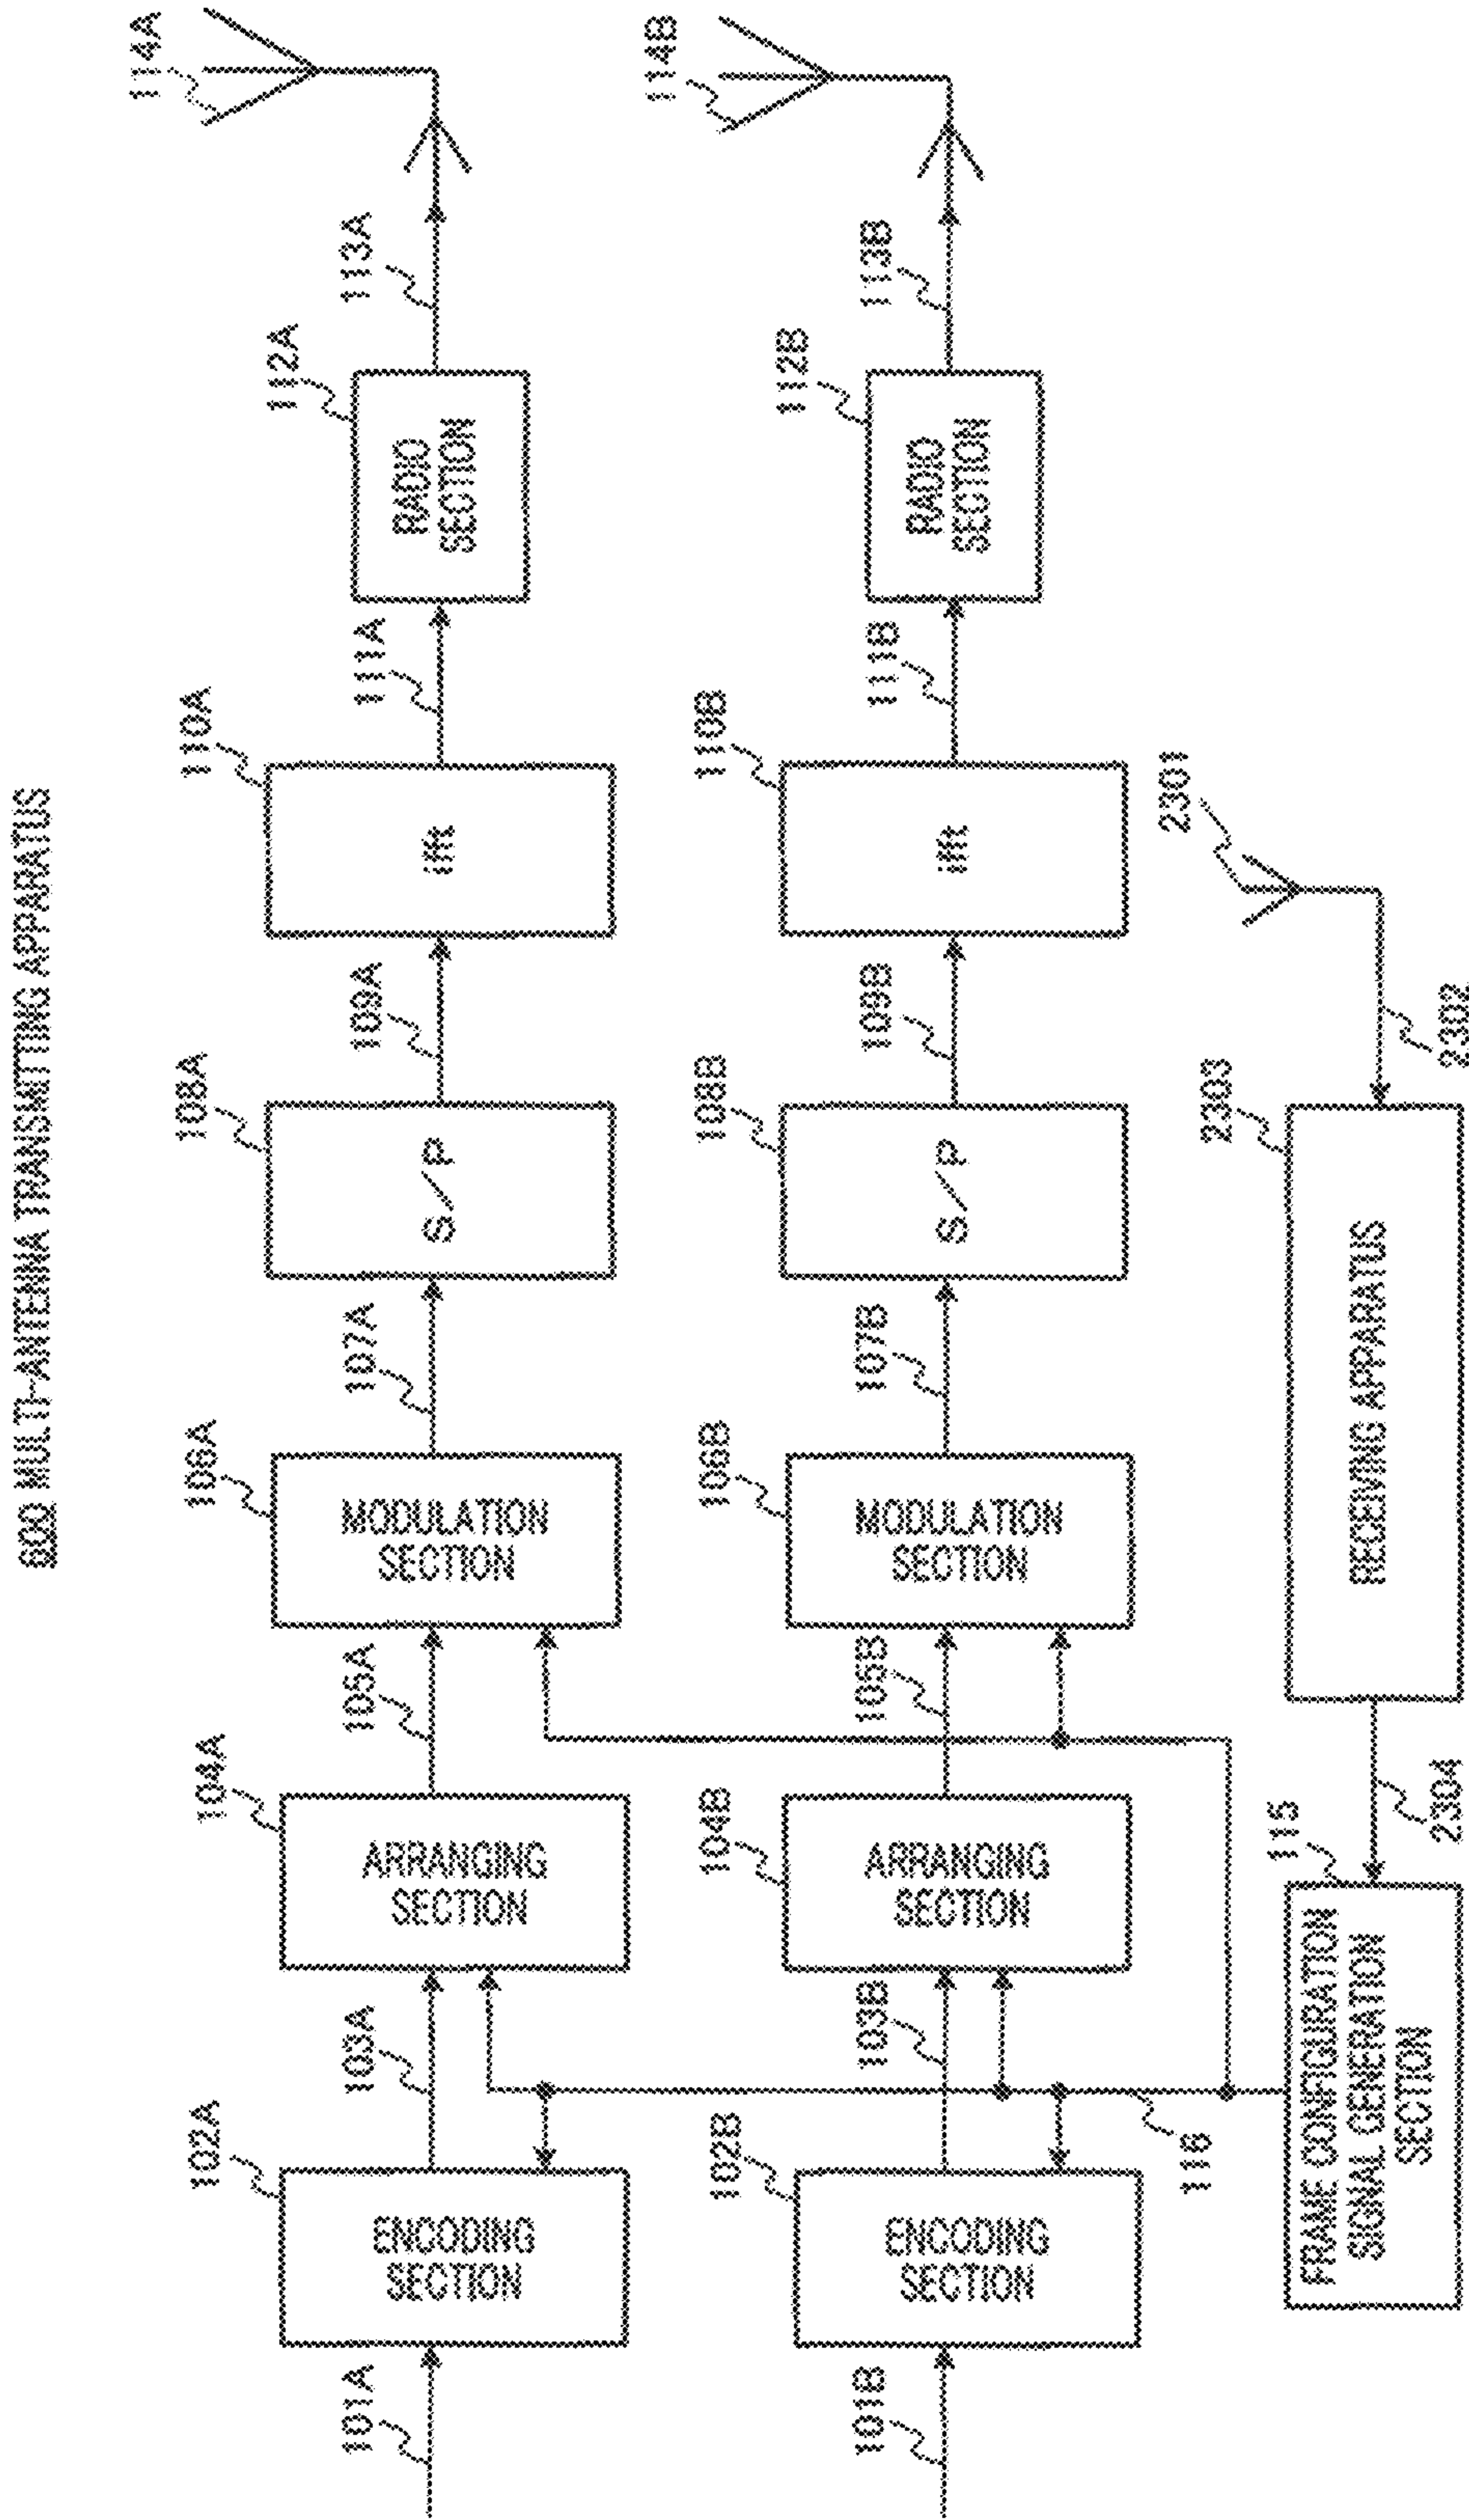 MULTI-ANTENNA TRANSMITTING APPARATUS
101A
102A
ENCODING
SECTION
103A
104A
ARRANGING
SECTION
105A
106A
MODULATION
SECTION
107A
108A
S/P
109A
110A
ifft
111A
112A
RADIO
SECTION
113A
114A
101B
102B
ENCODING
SECTION
103B
104B
ARRANGING
SECTION
105B
106B
MODULATION
SECTION
107B
108B
S/P
109B
110B
ifft
111B
112B
RADIO
SECTION
113B
114B
116
115
FRAME CONFIGURATION
SIGNAL GENERATION
SECTION
2304
2303
RECEIVING APPARATUS
2302
2301